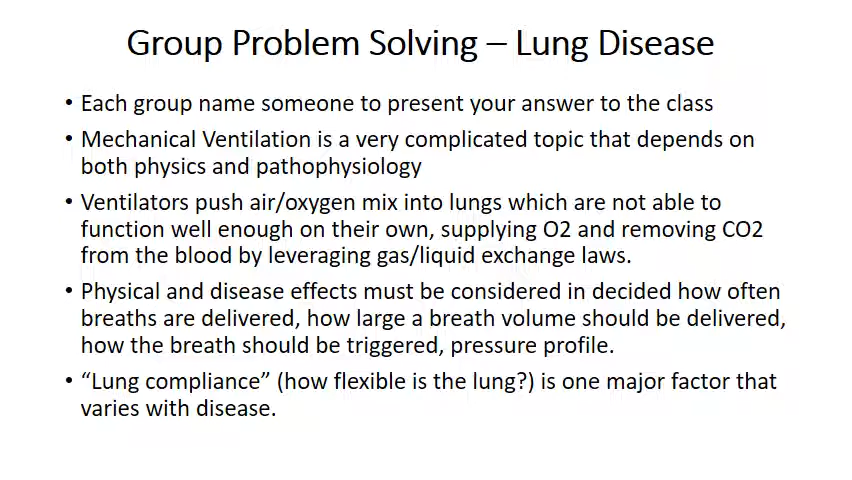 Group Problem Solving – Lung Disease
• Each group name someone to present your answer to the class
• Mechanical Ventilation is a very complicated topic that depends on
both physics and pathophysiology
• Ventilators push air/oxygen mix into lungs which are not able to
function well enough on their own, supplying O2 and removing CO2
from the blood by leveraging gas/liquid exchange laws.
• Physical and disease effects must be considered in decided how often
breaths are delivered, how large a breath volume should be delivered,
how the breath should be triggered, pressure profile.
• “Lung compliance” (how flexible is the lung?) is one major factor that
varies with disease.